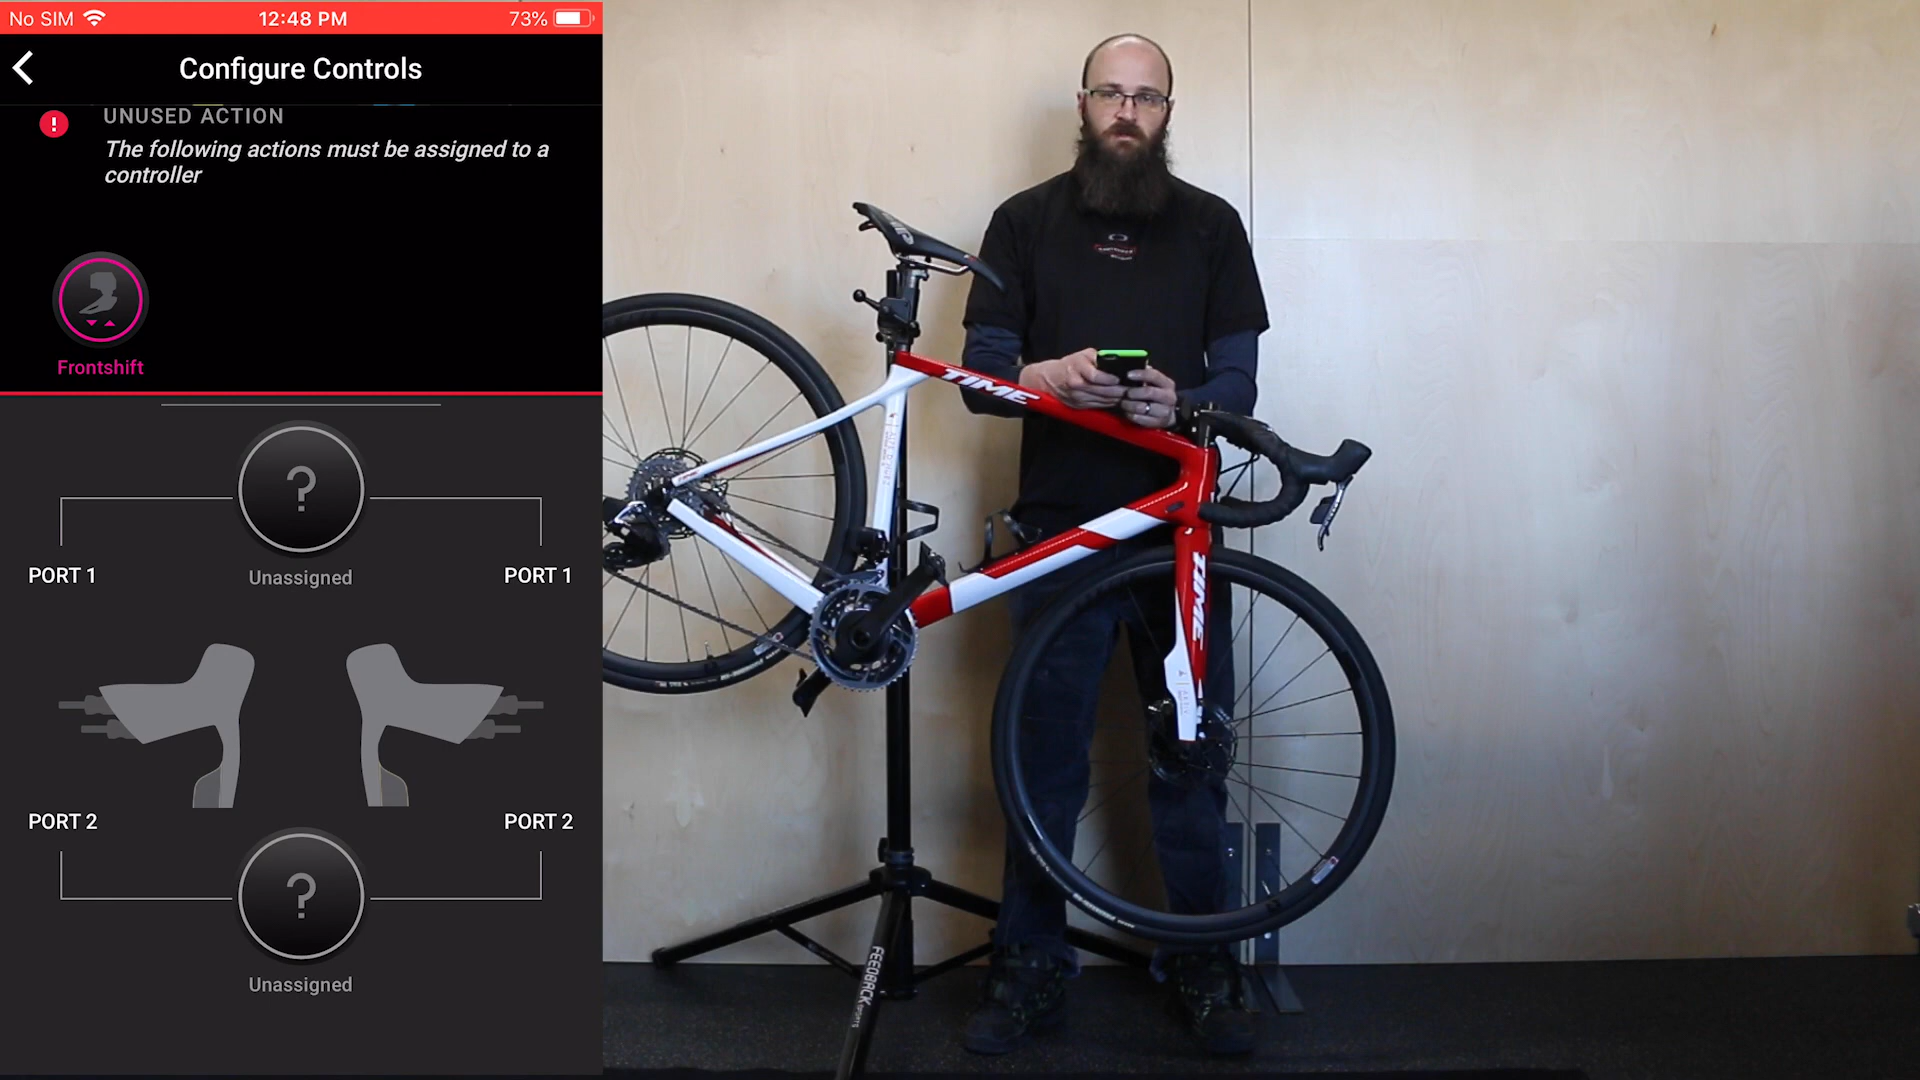 No SIM 12:48 PM 73%
Configure Controls
UNUSED ACTION
The following actions must be assigned to a
controller
Frontshift
?
PORT 1
Unassigned
PORT 1
PORT 2
PORT 2
?
Unassigned
TIME
TIME
FEEDBACK